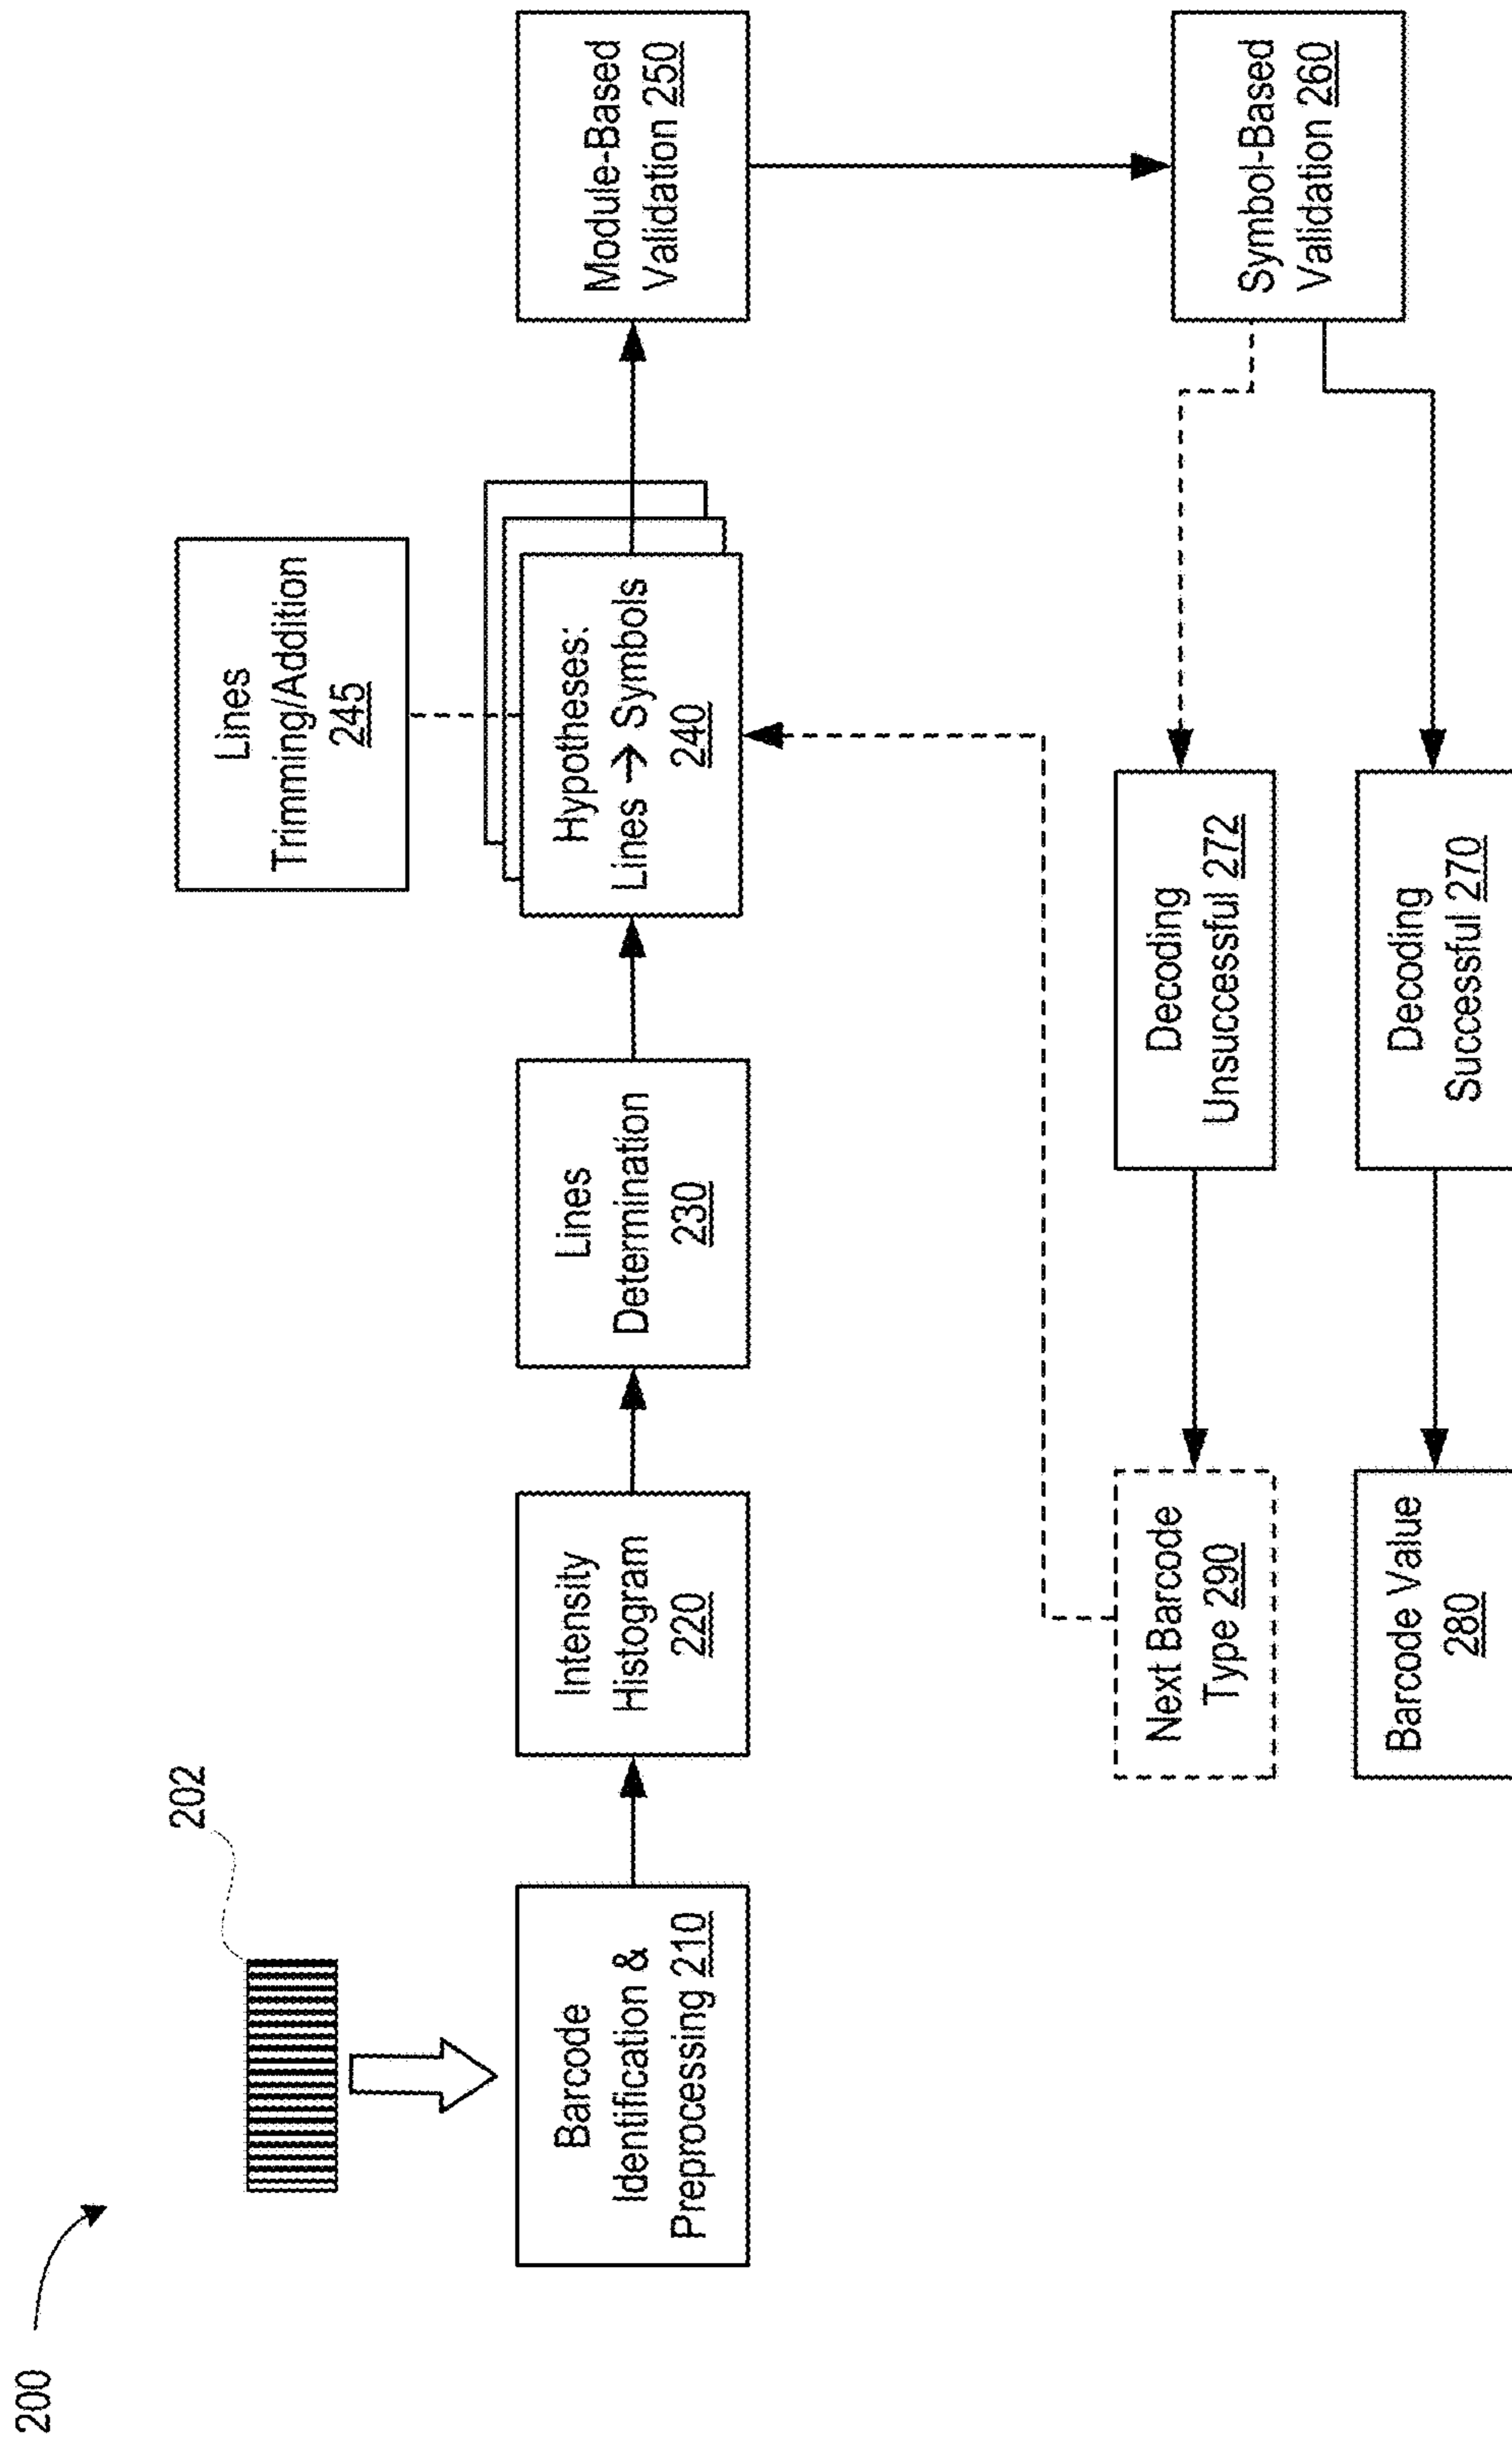 200
202
Barcode
Identification &
Preprocessing 210
Intensity
Histogram
220
Lines
Determination
230
Lines
Trimming/Addition
245
Hypotheses:
Lines → Symbols
240
Module-Based
Validation 250
Symbol-Based
Validation 260
Decoding
Unsuccessful 272
Next Barcode
Type 290
Decoding
Successful 270
Barcode Value
280